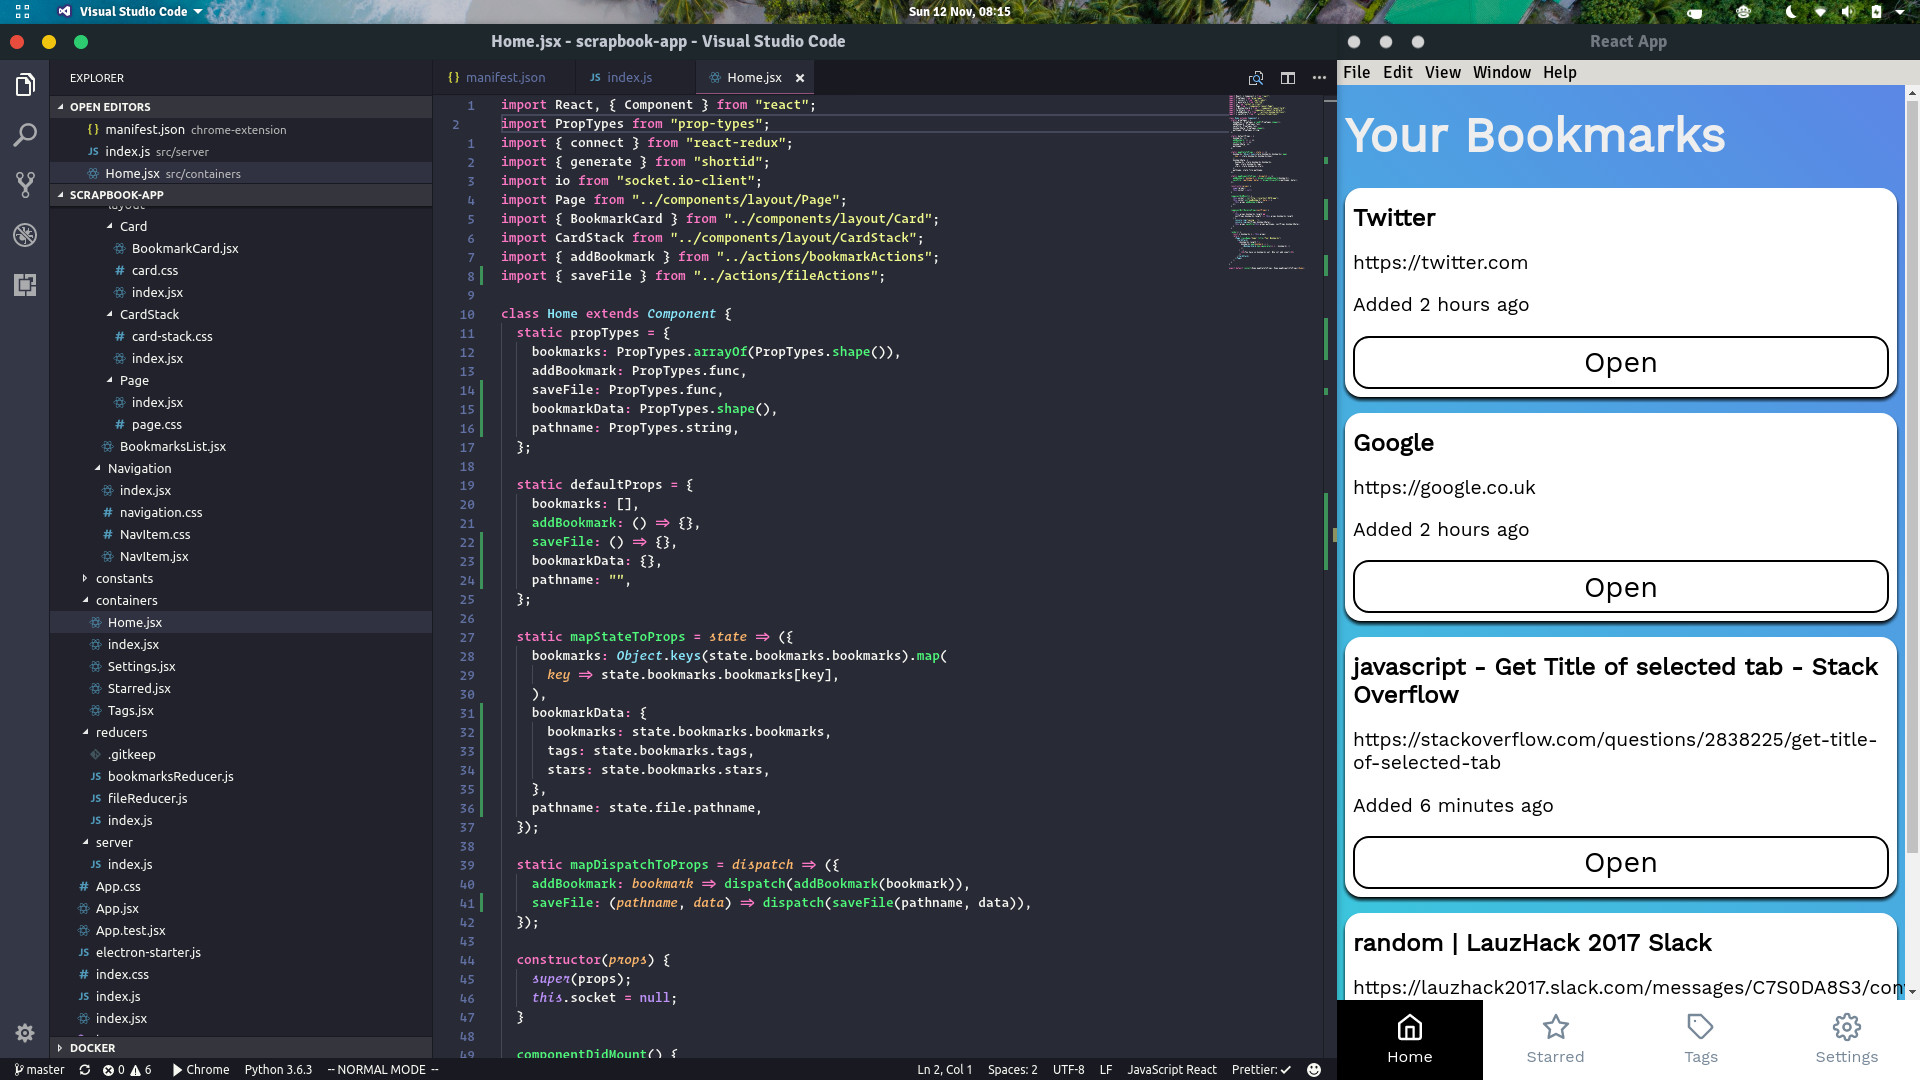 Visual Studio Code
Sun 12 Nov, 08:15
Home.jsx - scrapbook-app - Visual Studio Code
EXPLORER
OPEN EDITORS
{} manifest.json chrome-extension
JS index.js src/server
Home.jsx src/containers
SCRAPBOOK-APP
layout
Card
BookmarkCard.jsx
# card.css
index.jsx
CardStack
# card-stack.css
index.jsx
Page
index.jsx
# page.css
BookmarksList.jsx
Navigation
index.jsx
# navigation.css
# NavItem.css
NavItem.jsx
constants
containers
Home.jsx
index.jsx
Settings.jsx
Starred.jsx
Tags.jsx
reducers
.gitkeep
JS bookmarksReducer.js
JS fileReducer.js
JS index.js
server
JS index.js
# App.css
App.jsx
App.test.jsx
JS electron-starter.js
# index.css
JS index.js
index.jsx
DOCKER
{} manifest.json
JS index.js
Home.jsx ×
1 import React, { Component } from "react";
2 import PropTypes from "prop-types";
1 import { connect } from "react-redux";
2 import { generate } from "shortid";
3 import io from "socket.io-client";
4 import Page from "../components/layout/Page";
5 import { BookmarkCard } from "../components/layout/Card";
6 import CardStack from "../components/layout/CardStack";
7 import { addBookmark } from "../actions/bookmarkActions";
8 import { saveFile } from "../actions/fileActions";
9
10 class Home extends Component {
11 static propTypes = {
12 bookmarks: PropTypes.arrayOf(PropTypes.shape()),
13 addBookmark: PropTypes.func,
14 saveFile: PropTypes.func,
15 bookmarkData: PropTypes.shape(),
16 pathname: PropTypes.string,
17 };
18
19 static defaultProps = {
20 bookmarks: [],
21 addBookmark: () => {},
22 saveFile: () => {},
23 bookmarkData: {},
24 pathname: "",
25 };
26
27 static mapStateToProps = state => ({
28 bookmarks: Object.keys(state.bookmarks.bookmarks).map(
29 key => state.bookmarks.bookmarks[key],
30 ),
31 bookmarkData: {
32 bookmarks: state.bookmarks.bookmarks,
33 tags: state.bookmarks.tags,
34 stars: state.bookmarks.stars,
35 },
36 pathname: state.file.pathname,
37 });
38
39 static mapDispatchToProps = dispatch => ({
40 addBookmark: bookmark => dispatch(addBookmark(bookmark)),
41 saveFile: (pathname, data) => dispatch(saveFile(pathname, data)),
42 });
43
44 constructor(props) {
45 super(props);
46 this.socket = null;
47 }
48
49 componentDidMount() {
master 0 6 Chrome Python 3.6.3 -- NORMAL MODE --
Ln 2, Col 1 Spaces: 2 UTF-8 LF JavaScript React Prettier: ✓
React App
File Edit View Window Help
Your Bookmarks
Twitter
https://twitter.com
Added 2 hours ago
Open
Google
https://google.co.uk
Added 2 hours ago
Open
javascript - Get Title of selected tab - Stack
Overflow
https://stackoverflow.com/questions/2838225/get-title-
of-selected-tab
Added 6 minutes ago
Open
random | LauzHack 2017 Slack
https://lauzhack2017.slack.com/messages/C7S0DA8S3/con
Home Starred Tags Settings